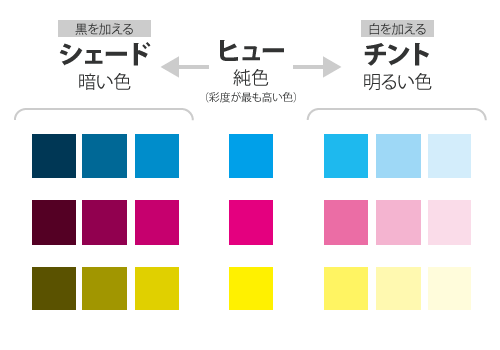 黒を加える
シェード
暗い色
ヒュー
純色
(彩度が最も高い色)
白を加える
チント
明るい色